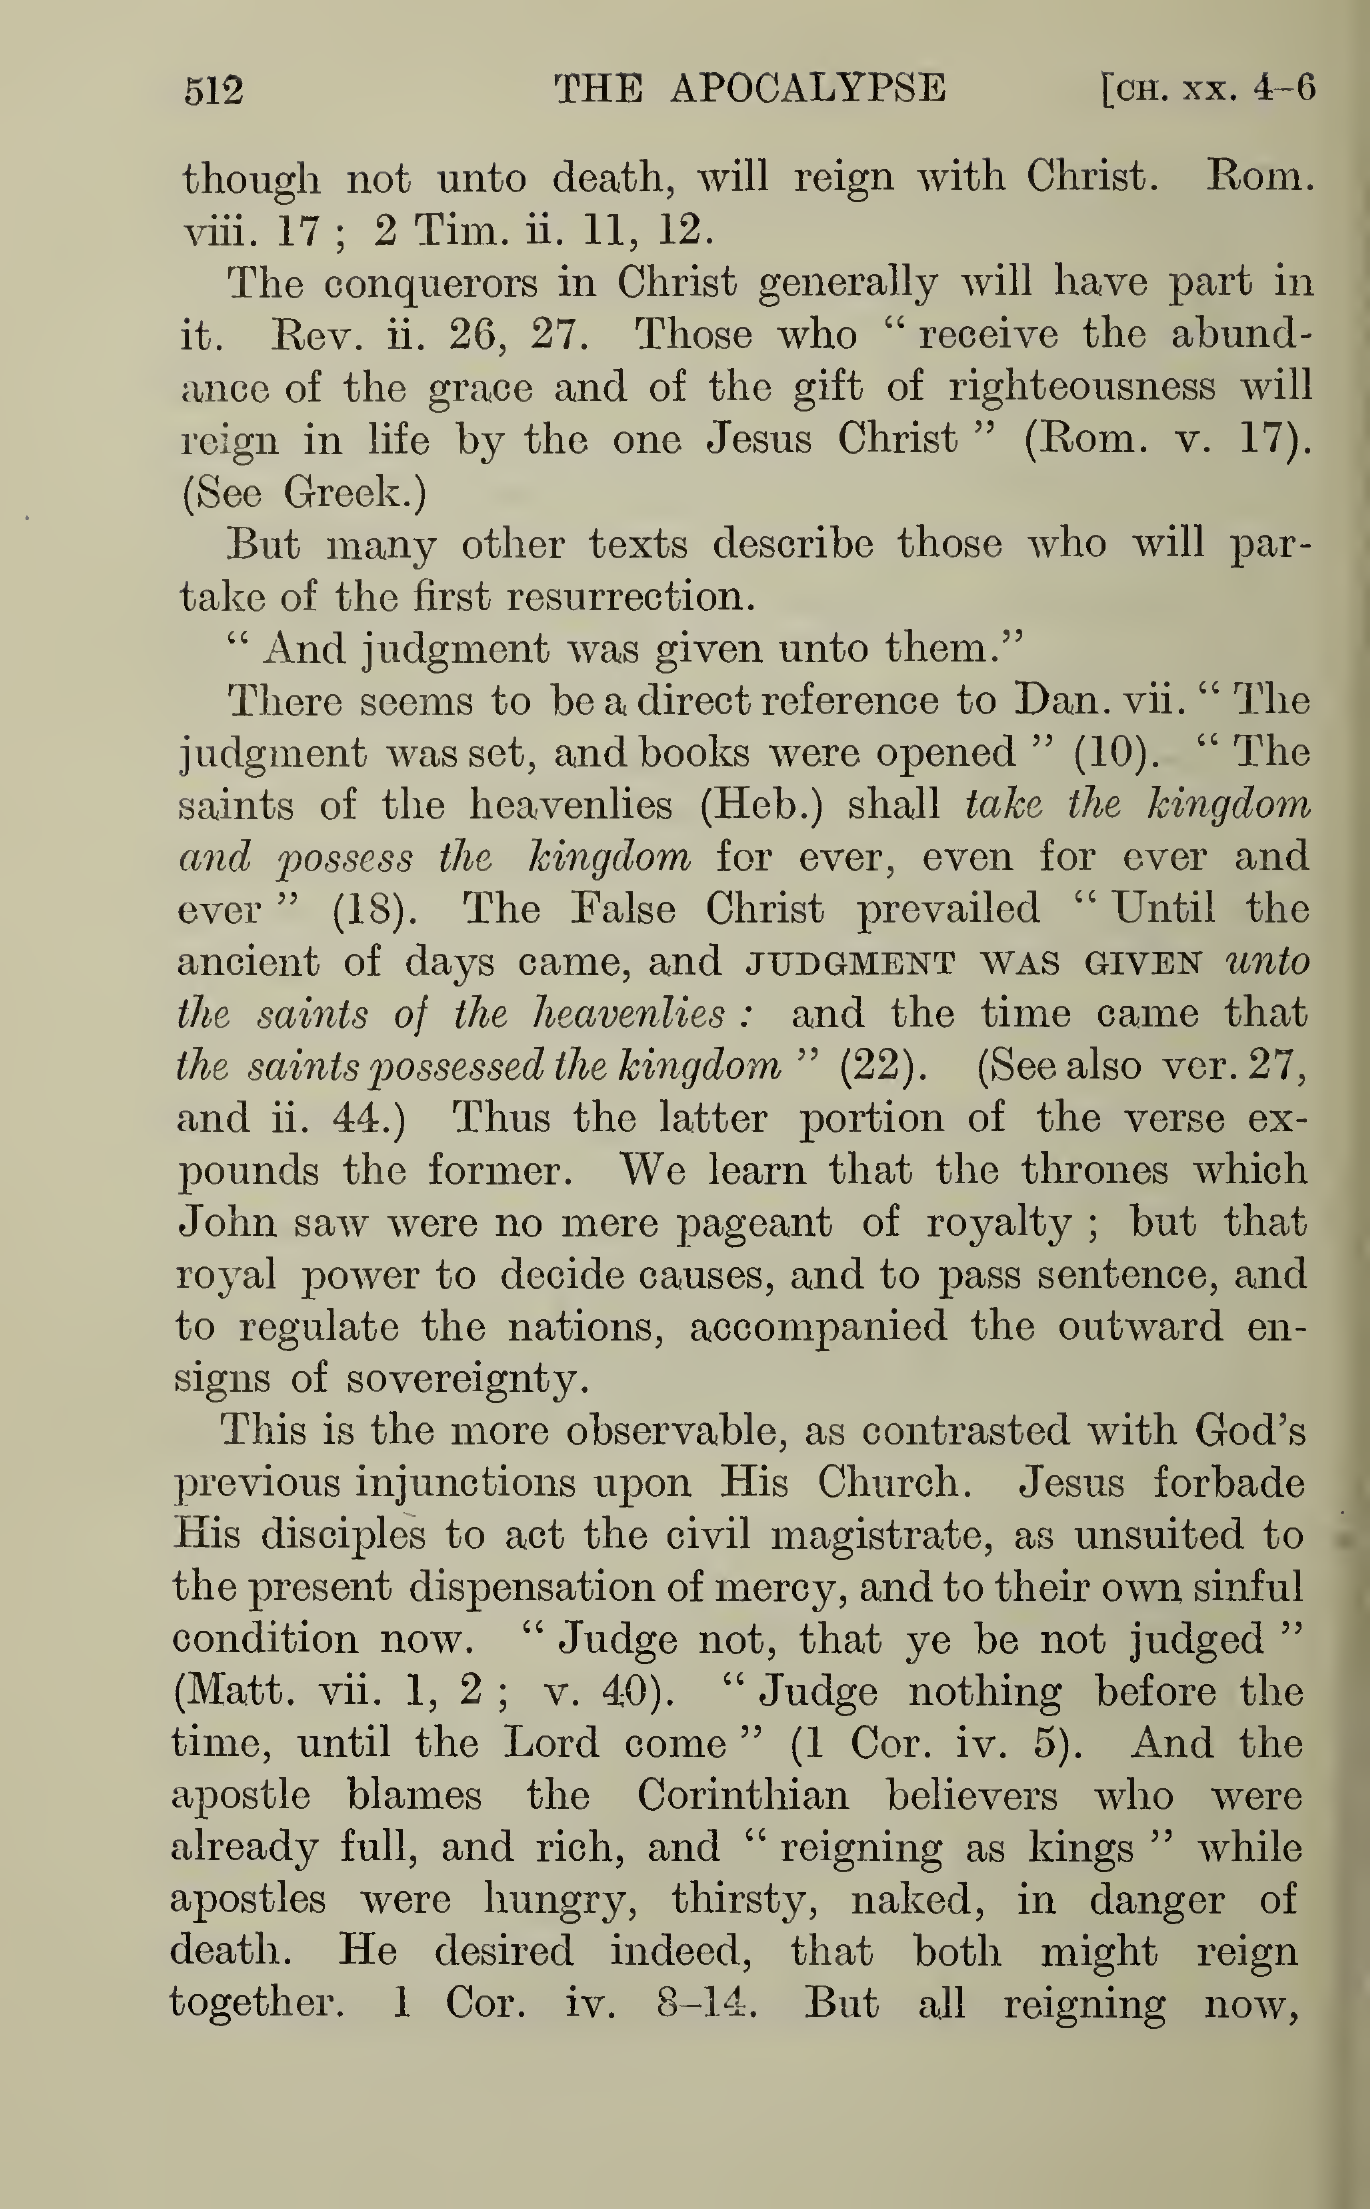 512 THE APOCALYPSE [CH. XX. 4–6
though not unto death, will reign with Christ. Rom.
viii. 17 ; 2 Tim. ii. 11, 12.
The conquerors in Christ generally will have part in
it. Rev. ii. 26, 27. Those who “ receive the abund-
ance of the grace and of the gift of righteousness will
reign in life by the one Jesus Christ ” (Rom. v. 17).
(See Greek.)
But many other texts describe those who will par-
take of the first resurrection.
“ And judgment was given unto them.”
There seems to be a direct reference to Dan. vii. “ The
judgment was set, and books were opened ” (10). “ The
saints of the heavenlies (Heb.) shall take the kingdom
and possess the kingdom for ever, even for ever and
ever ” (18). The False Christ prevailed “ Until the
ancient of days came, and JUDGMENT WAS GIVEN unto
the saints of the heavenlies : and the time came that
the saints possessed the kingdom ” (22). (See also ver. 27,
and ii. 44.) Thus the latter portion of the verse ex-
pounds the former. We learn that the thrones which
John saw were no mere pageant of royalty ; but that
royal power to decide causes, and to pass sentence, and
to regulate the nations, accompanied the outward en-
signs of sovereignty.
This is the more observable, as contrasted with God’s
previous injunctions upon His Church. Jesus forbade
His disciples to act the civil magistrate, as unsuited to
the present dispensation of mercy, and to their own sinful
condition now. “ Judge not, that ye be not judged ”
(Matt. vii. 1, 2 ; v. 40). “ Judge nothing before the
time, until the Lord come ” (1 Cor. iv. 5). And the
apostle blames the Corinthian believers who were
already full, and rich, and “ reigning as kings ” while
apostles were hungry, thirsty, naked, in danger of
death. He desired indeed, that both might reign
together. 1 Cor. iv. 8–14. But all reigning now,